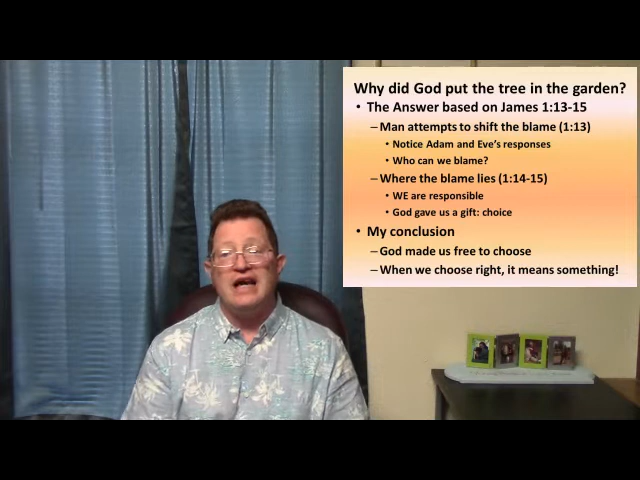 Why did God put the tree in the garden?
• The Answer based on James 1:13-15
–Man attempts to shift the blame (1:13)
• Notice Adam and Eve's responses
• Who can we blame?
–Where the blame lies (1:14-15)
• WE are responsible
• God gave us a gift: choice
• My conclusion
–God made us free to choose
–When we choose right, it means something!